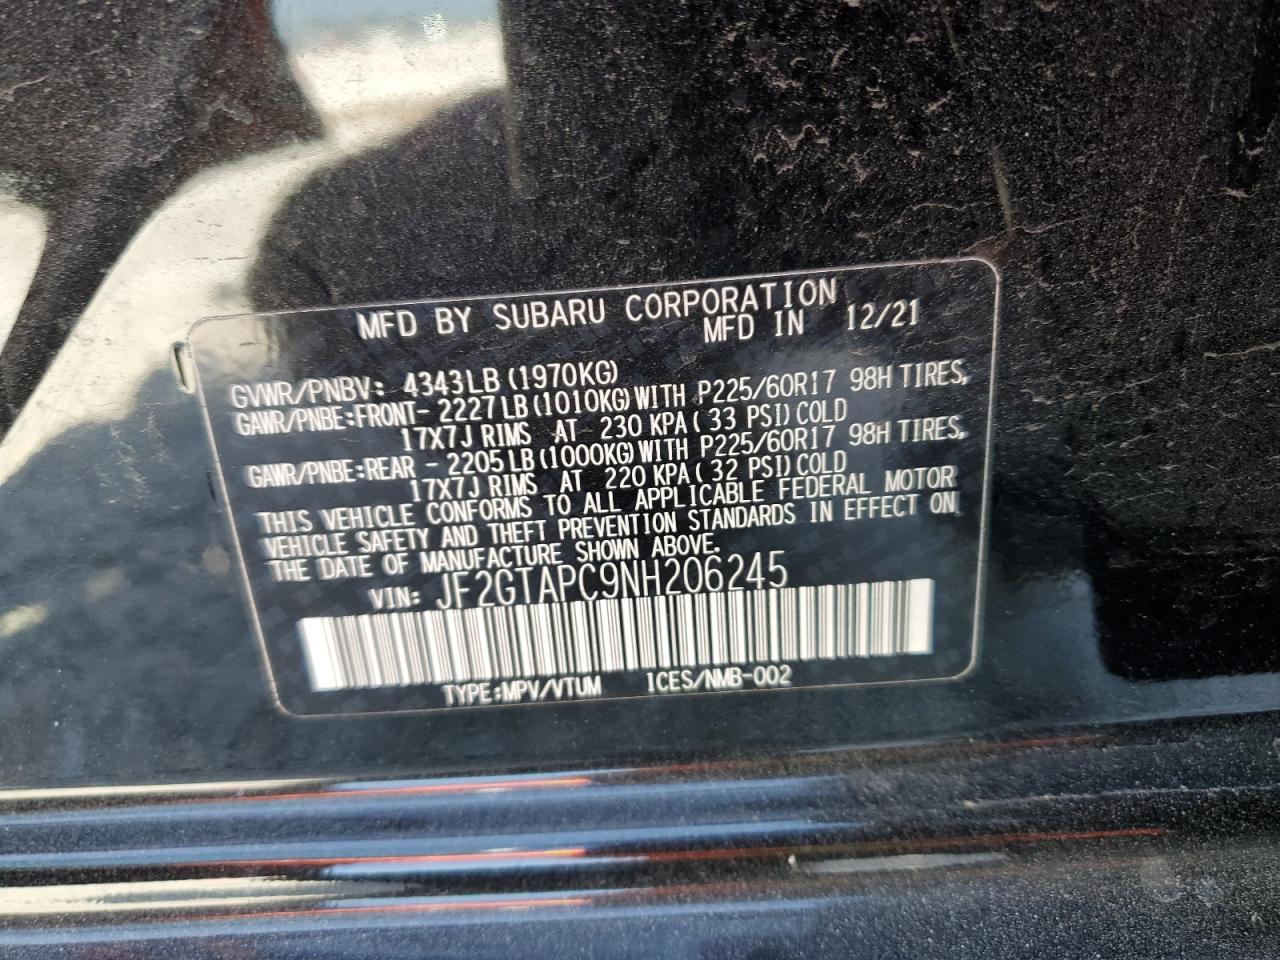 MFD BY SUBARU CORPORATION
MFD IN 12/21
GVWR/PNBV: 4343LB (1970KG)
GAWR/PNBE:FRONT- 2227LB(1010KG)WITH P225/60R17 98H TIRES,
17X7J RIMS AT 230 KPA( 33 PSI)COLD
GAWR/PNBE:REAR - 2205LB(1000KG)WITH P225/60R17 98H TIRES,
17X7J RIMS AT 220 KPA( 32 PSI)COLD
THIS VEHICLE CONFORMS TO ALL APPLICABLE FEDERAL MOTOR
VEHICLE SAFETY AND THEFT PREVENTION STANDARDS IN EFFECT ON
THE DATE OF MANUFACTURE SHOWN ABOVE.
VIN: JF2GTAPC9NH206245
TYPE:MPV/VTUM ICES/NMB-002